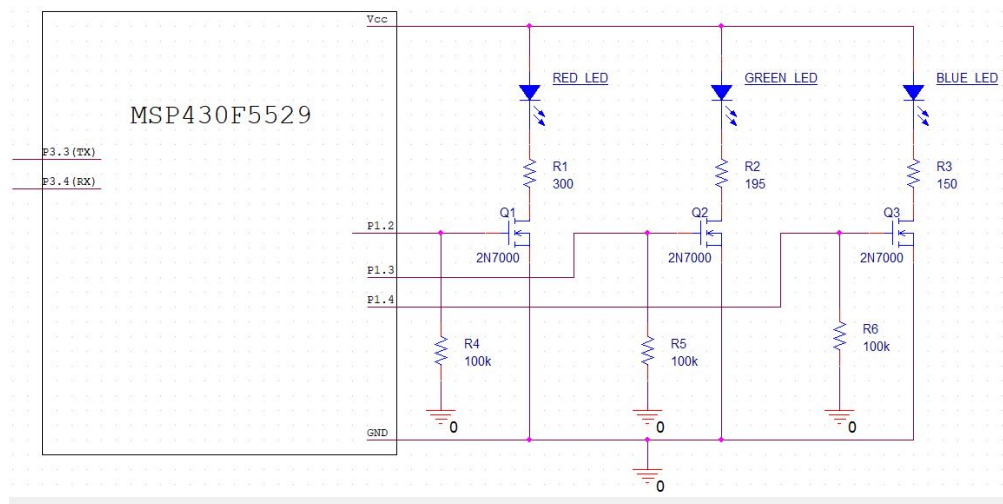 Vcc
RED LED
GREEN LED
BLUE LED
MSP430F5529
P3.3(TX)
P3.4(RX)
R1
300
R2
195
R3
150
P1.2
Q1
2N7000
Q2
2N7000
Q3
2N7000
P1.3
P1.4
R4
100k
R5
100k
R6
100k
0
0
0
GND
0